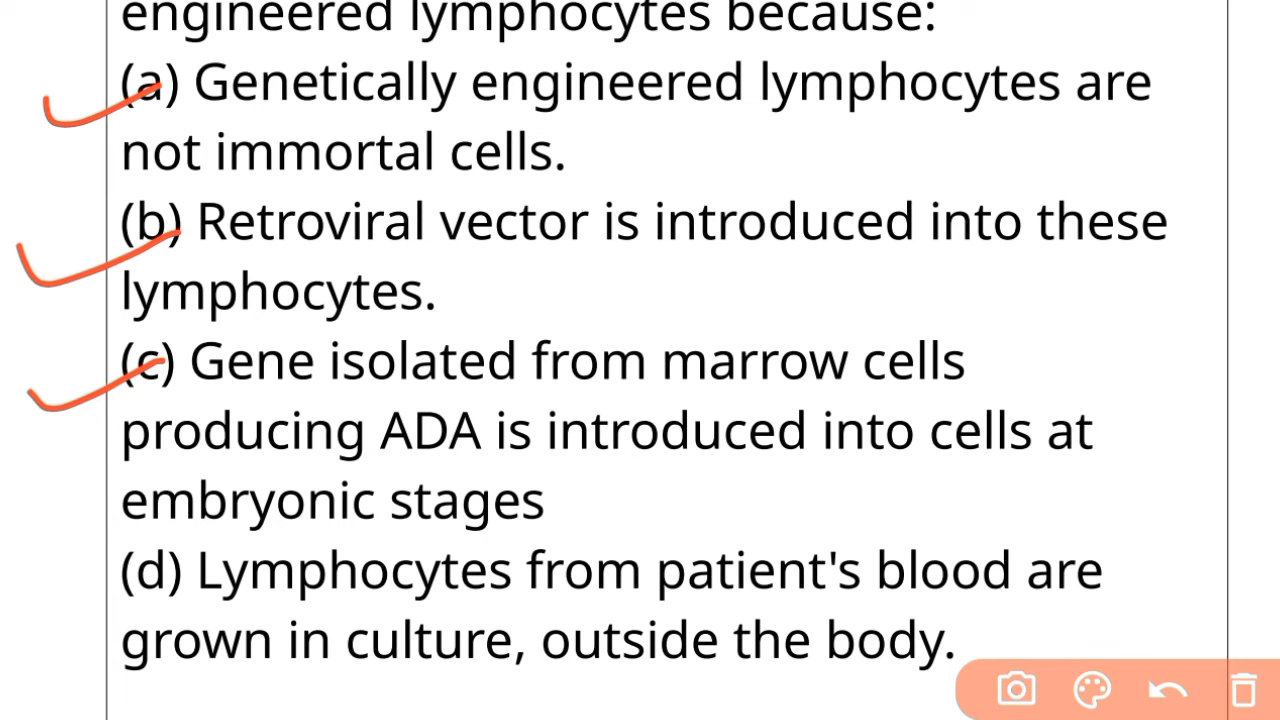 engineered lymphocytes because:
(a) Genetically engineered lymphocytes are
not immortal cells.
(b) Retroviral vector is introduced into these
lymphocytes.
(c) Gene isolated from marrow cells
producing ADA is introduced into cells at
embryonic stages
(d) Lymphocytes from patient's blood are
grown in culture, outside the body.